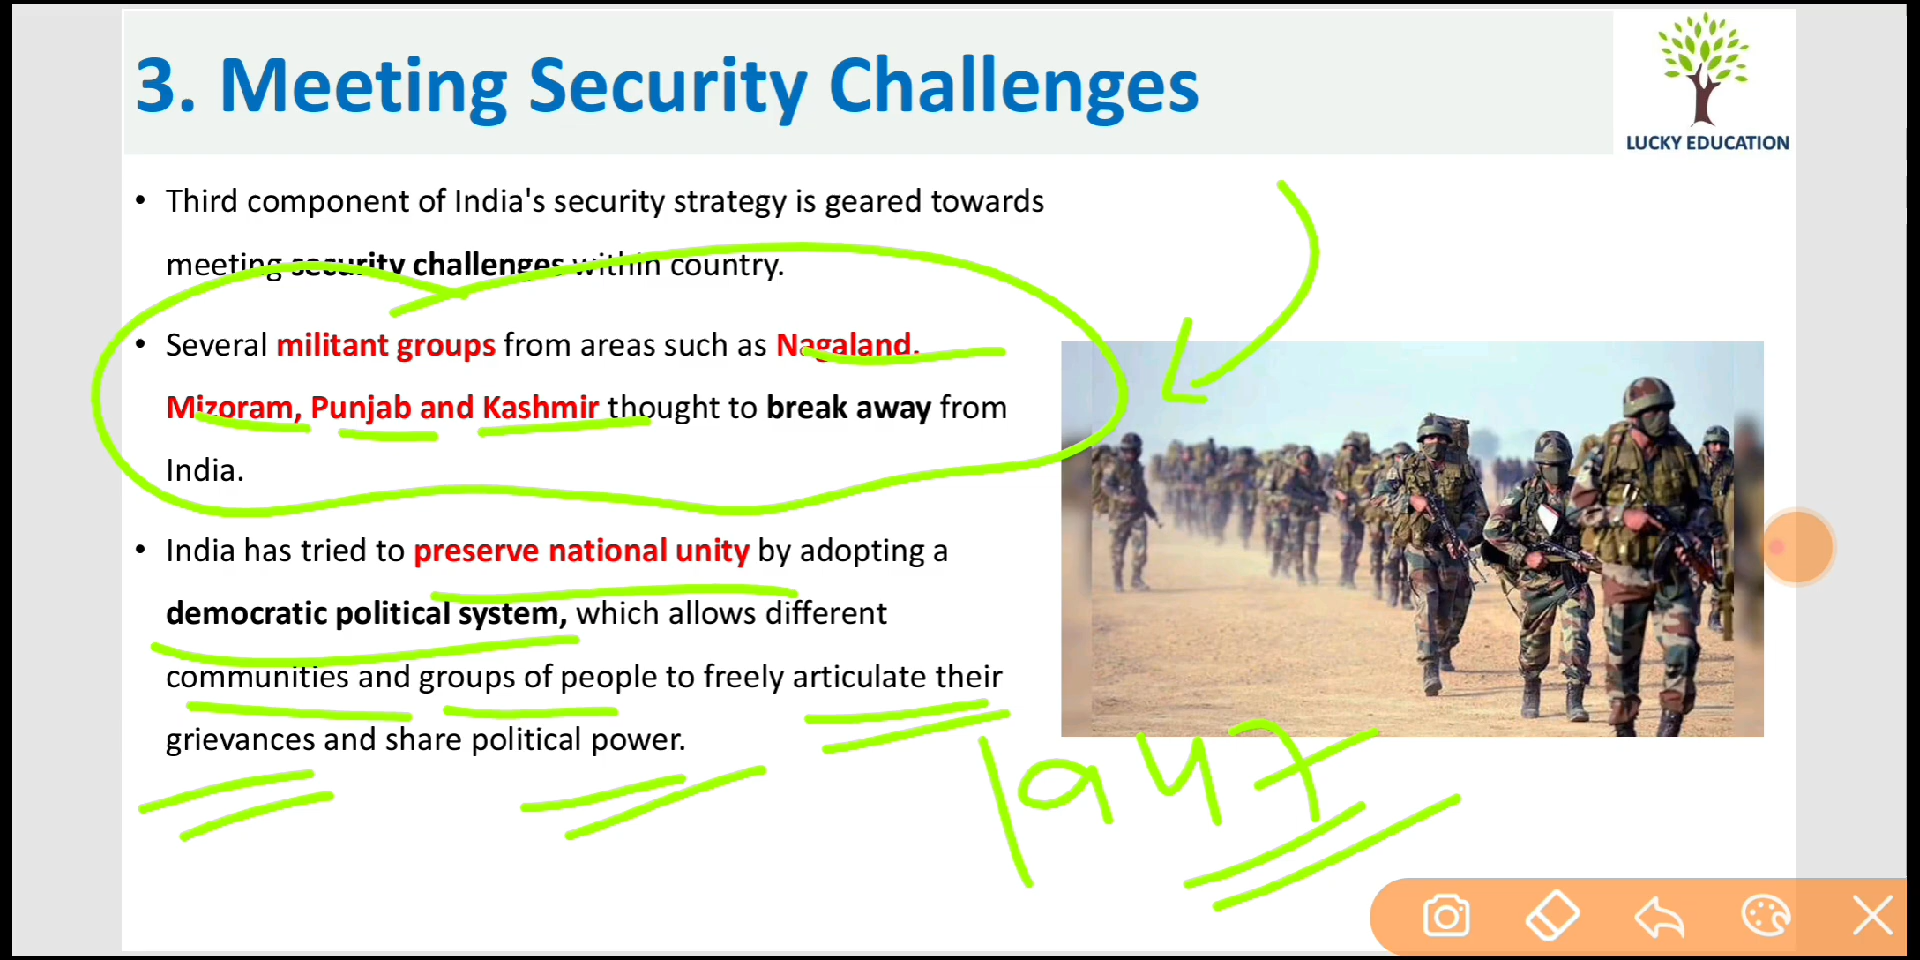 3. Meeting Security Challenges
LUCKY EDUCATION
• Third component of India's security strategy is geared towards
meeting security challenges within country.
• Several militant groups from areas such as Nagaland,
Mizoram, Punjab and Kashmir thought to break away from
India.
• India has tried to preserve national unity by adopting a
democratic political system, which allows different
communities and groups of people to freely articulate their
grievances and share political power.
1947